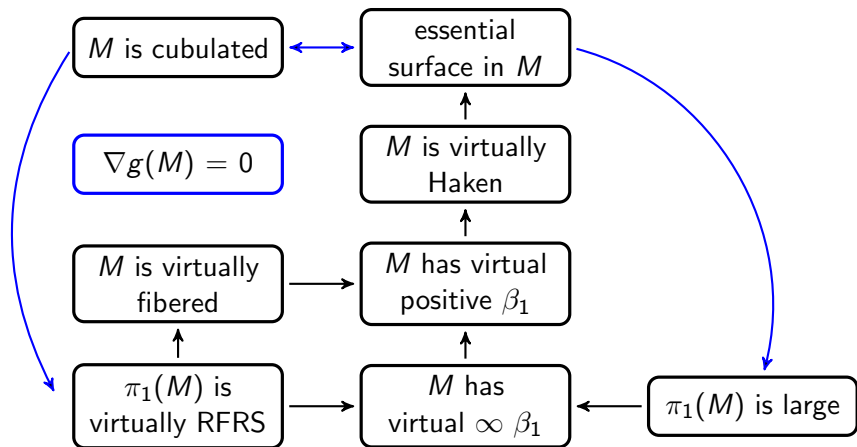 M is cubulated
essential
surface in M
∇g(M) = 0
M is virtually
Haken
M is virtually
fibered
M has virtual
positive β₁
π₁(M) is
virtually RFRS
M has
virtual ∞ β₁
π₁(M) is large